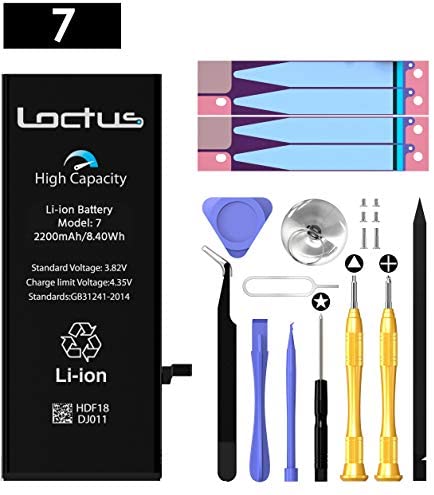 7
Loctus
High Capacity
Li-ion Battery
Model: 7
2200mAh/8.40Wh
Standard Voltage: 3.82V
Charge limit Voltage:4.35V
Standards:GB31241-2014
Li-ion
HDF18
DJ011